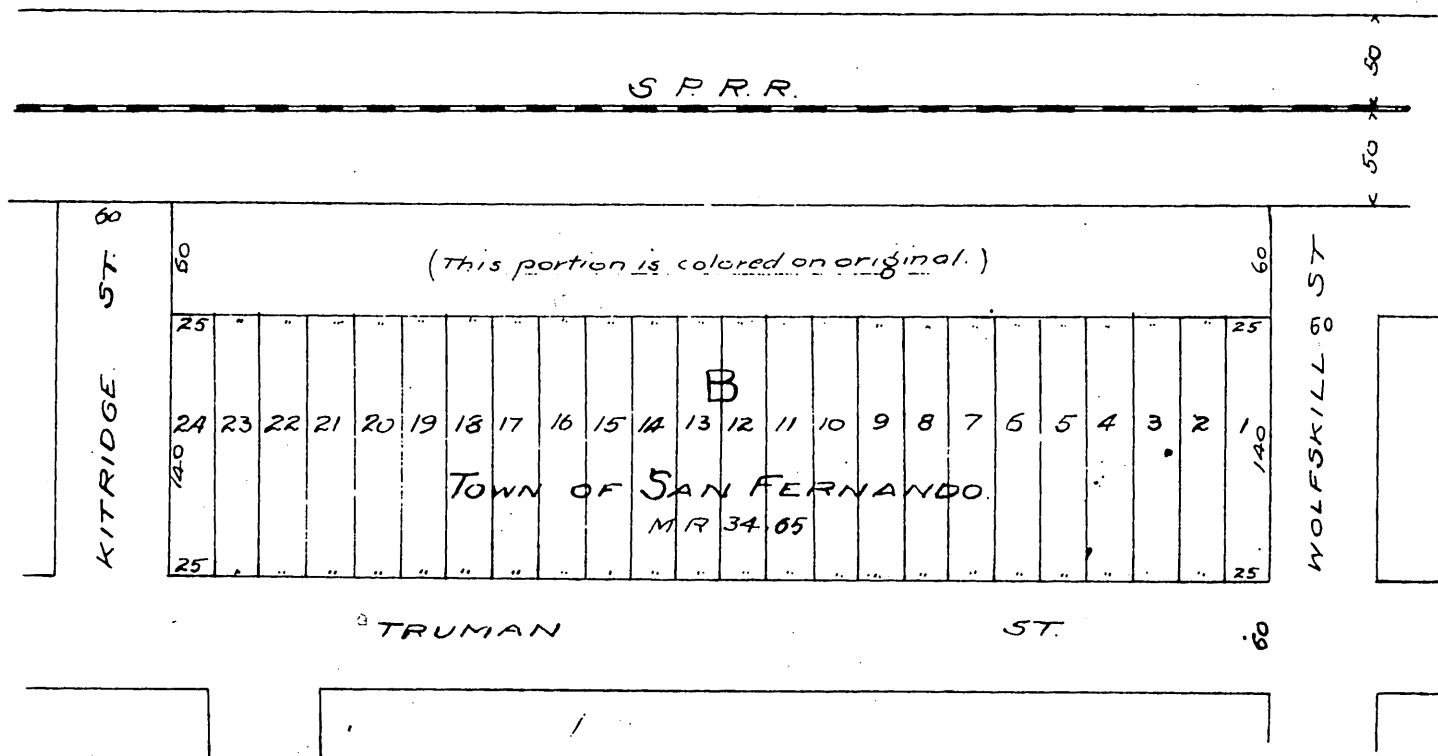 50
S P. R. R.
50
60
60
(This portion is colored on original.)
60
KITRIDGE ST.
WOLFSKILL ST
60
25 " " " " " " " " " " " " " " " " " " " " " " 25
B
24 23 22 21 20 19 18 17 16 15 14 13 12 11 10 9 8 7 6 5 4 3 2 1
140
140
TOWN OF SAN FERNANDO.
M R 34 65
25 " " " " " " " " " " " " " " " " " " " " " " 25
TRUMAN ST.
60